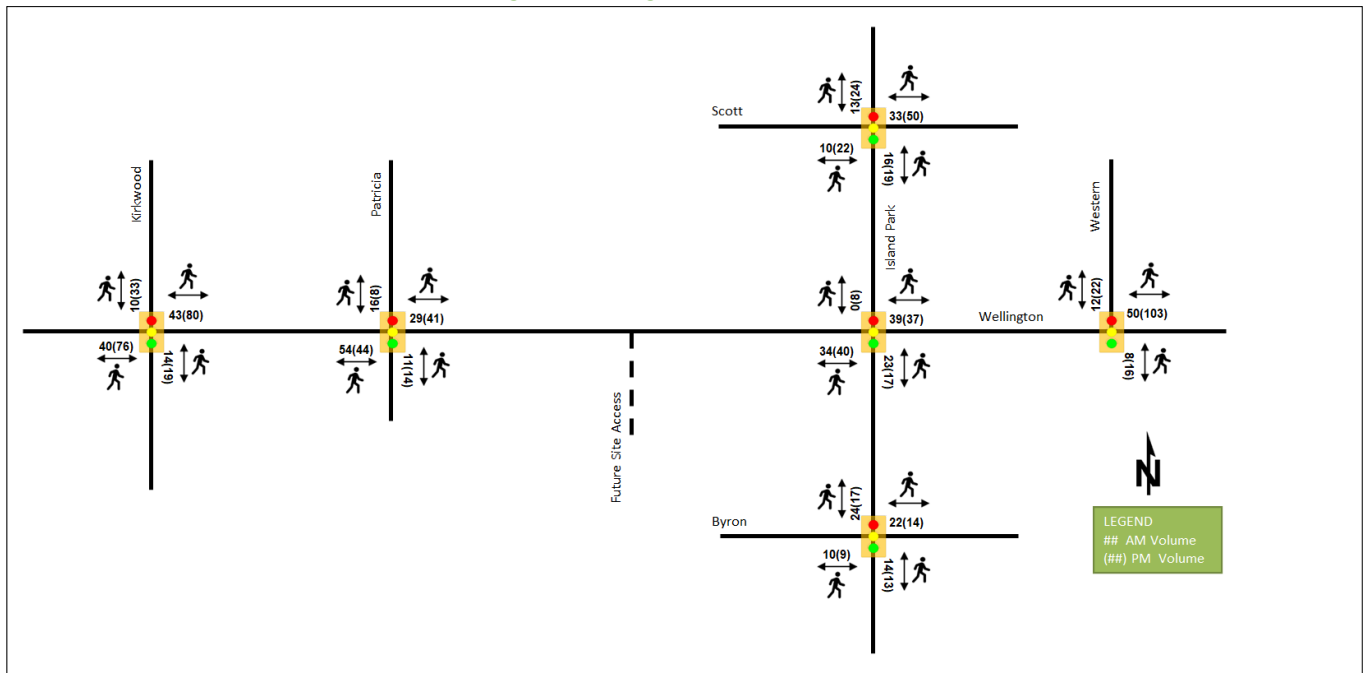 13(24)
Scott
33(50)
10(22)
16(19)
Kirkwood
Patricia
Island Park
Western
10(33)
16(8)
0(8)
12(22)
43(80)
29(41)
39(37)
Wellington
50(103)
40(76)
14(19)
54(44)
11(14)
34(40)
23(17)
8(16)
Future Site Access
N
24(17)
Byron
22(14)
10(9)
14(13)
LEGEND
## AM Volume
(##) PM Volume